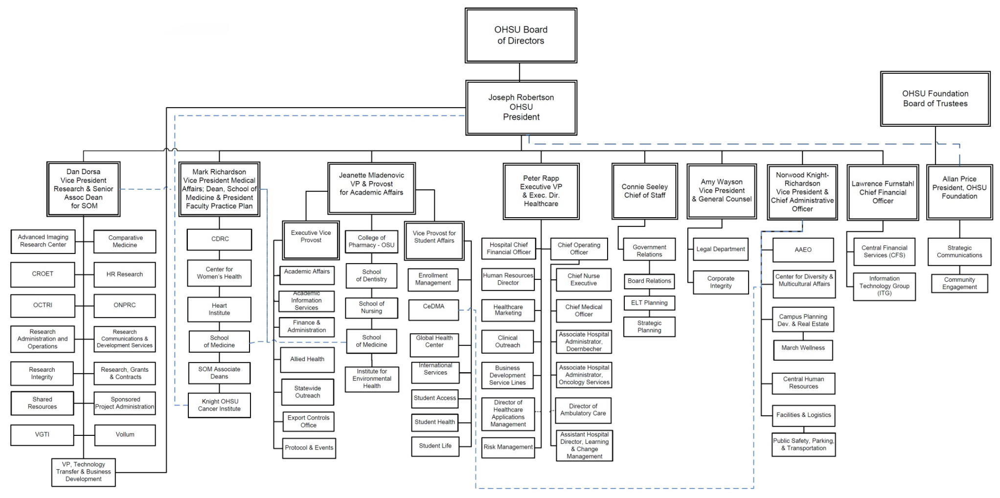 OHSU Board
of Directors
Joseph Robertson
OHSU
President
OHSU Foundation
Board of Trustees
Dan Dorsa
Vice President
Research & Senior
Assoc Dean
for SOM
Advanced Imaging
Research Center
Comparative
Medicine
CROET
HR Research
OCTRI
ONPRC
Research
Administration and
Operations
Research
Communications &
Development Services
Research
Integrity
Research, Grants
& Contracts
Shared
Resources
Sponsored
Project Administration
VGTI
Vollum
VP, Technology
Transfer & Business
Development
Mark Richardson
Vice President Medical
Affairs; Dean, School of
Medicine & President
Faculty Practice Plan
CDRC
Center for
Women's Health
Heart
Institute
School
of Medicine
SOM Associate
Deans
Knight OHSU
Cancer Institute
Jeanette Mladenovic
VP & Provost
for Academic Affairs
Executive Vice
Provost
Academic Affairs
Academic
Information
Services
Finance &
Administration
Allied Health
Statewide
Outreach
Export Controls
Office
Protocol & Events
College of
Pharmacy - OSU
School
of Dentistry
School of
Nursing
School
of Medicine
Institute for
Environmental
Health
Vice Provost for
Student Affairs
Enrollment
Management
CeDMA
Global Health
Center
International
Services
Student Access
Student Health
Student Life
Peter Rapp
Executive VP
& Exec. Dir.
Healthcare
Hospital Chief
Financial Officer
Human Resources
Director
Healthcare
Marketing
Clinical
Outreach
Business
Development
Service Lines
Director of
Healthcare
Applications
Management
Risk Management
Chief Operating
Officer
Chief Nurse
Executive
Chief Medical
Officer
Associate Hospital
Administrator,
Doernbecher
Associate Hospital
Administrator,
Oncology Services
Director of
Ambulatory Care
Assistant Hospital
Director, Learning
& Change
Management
Connie Seeley
Chief of Staff
Government
Relations
Board Relations
ELT Planning
Strategic
Planning
Amy Wayson
Vice President
& General Counsel
Legal Department
Corporate
Integrity
Norwood Knight-
Richardson
Vice President &
Chief Administrative
Officer
AAEO
Center for Diversity &
Multicultural Affairs
Campus Planning
Dev. & Real Estate
March Wellness
Central Human
Resources
Facilities & Logistics
Public Safety, Parking,
& Transportation
Lawrence Furnstahl
Chief Financial
Officer
Central Financial
Services (CFS)
Information
Technology Group
(ITG)
Allan Price
President, OHSU
Foundation
Strategic
Communications
Community
Engagement